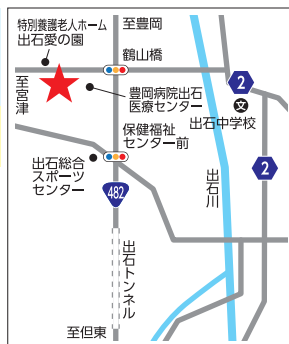 至豊岡
特別養護老人ホーム
出石愛の園
鶴山橋
至宮津
豊岡病院出石
医療センター
2
文
出石中学校
保健福祉
センター前
出石総合
スポーツ
センター
482
出石川
2
出石トンネル
至但東